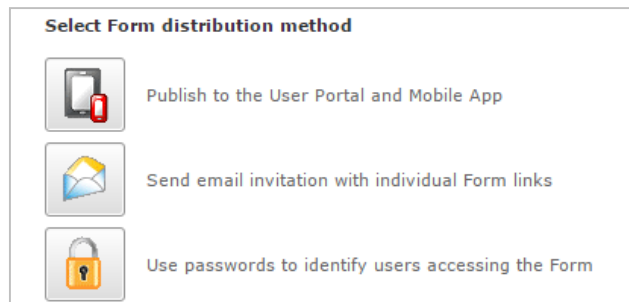 Select Form distribution method
Publish to the User Portal and Mobile App
Send email invitation with individual Form links
Use passwords to identify users accessing the Form